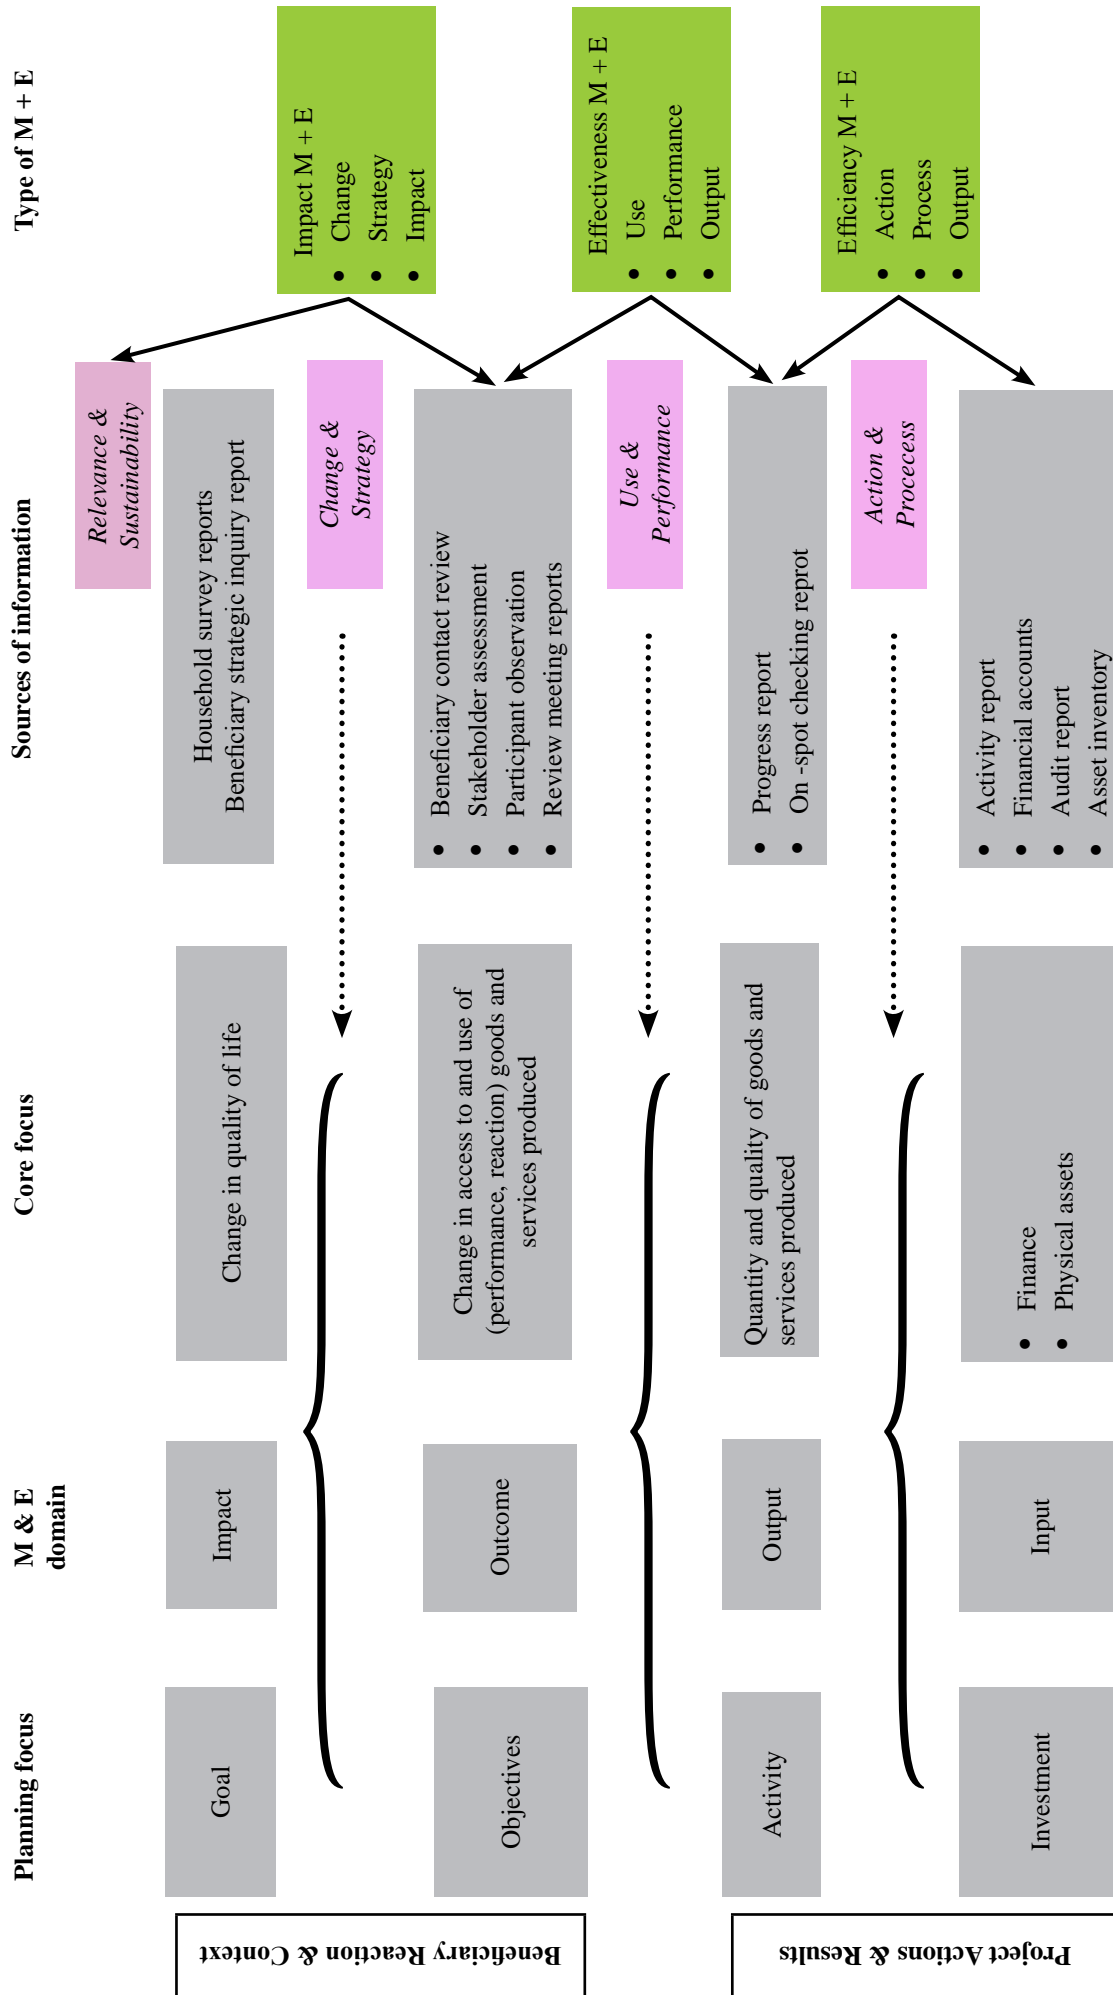 Planning focus
M & E
domain
Core focus
Sources of information
Type of M + E
Relevance &
Sustainability
Beneficiary Reaction & Context
Goal
Impact
Change in quality of life
Household survey reports
Beneficiary strategic inquiry report
Change &
Strategy
Impact M + E
• Change
• Strategy
• Impact
Objectives
Outcome
Change in access to and use of
(performance, reaction) goods and
services produced
• Beneficiary contact review
• Stakeholder assessment
• Participant observation
• Review meeting reports
Use &
Performance
Effectiveness M + E
• Use
• Performance
• Output
Project Actions & Results
Activity
Output
Quantity and quality of goods and
services produced
• Progress report
• On -spot checking reprot
Action &
Procecess
Efficiency M + E
• Action
• Process
• Output
Investment
Input
• Finance
• Physical assets
• Activity report
• Financial accounts
• Audit report
• Asset inventory